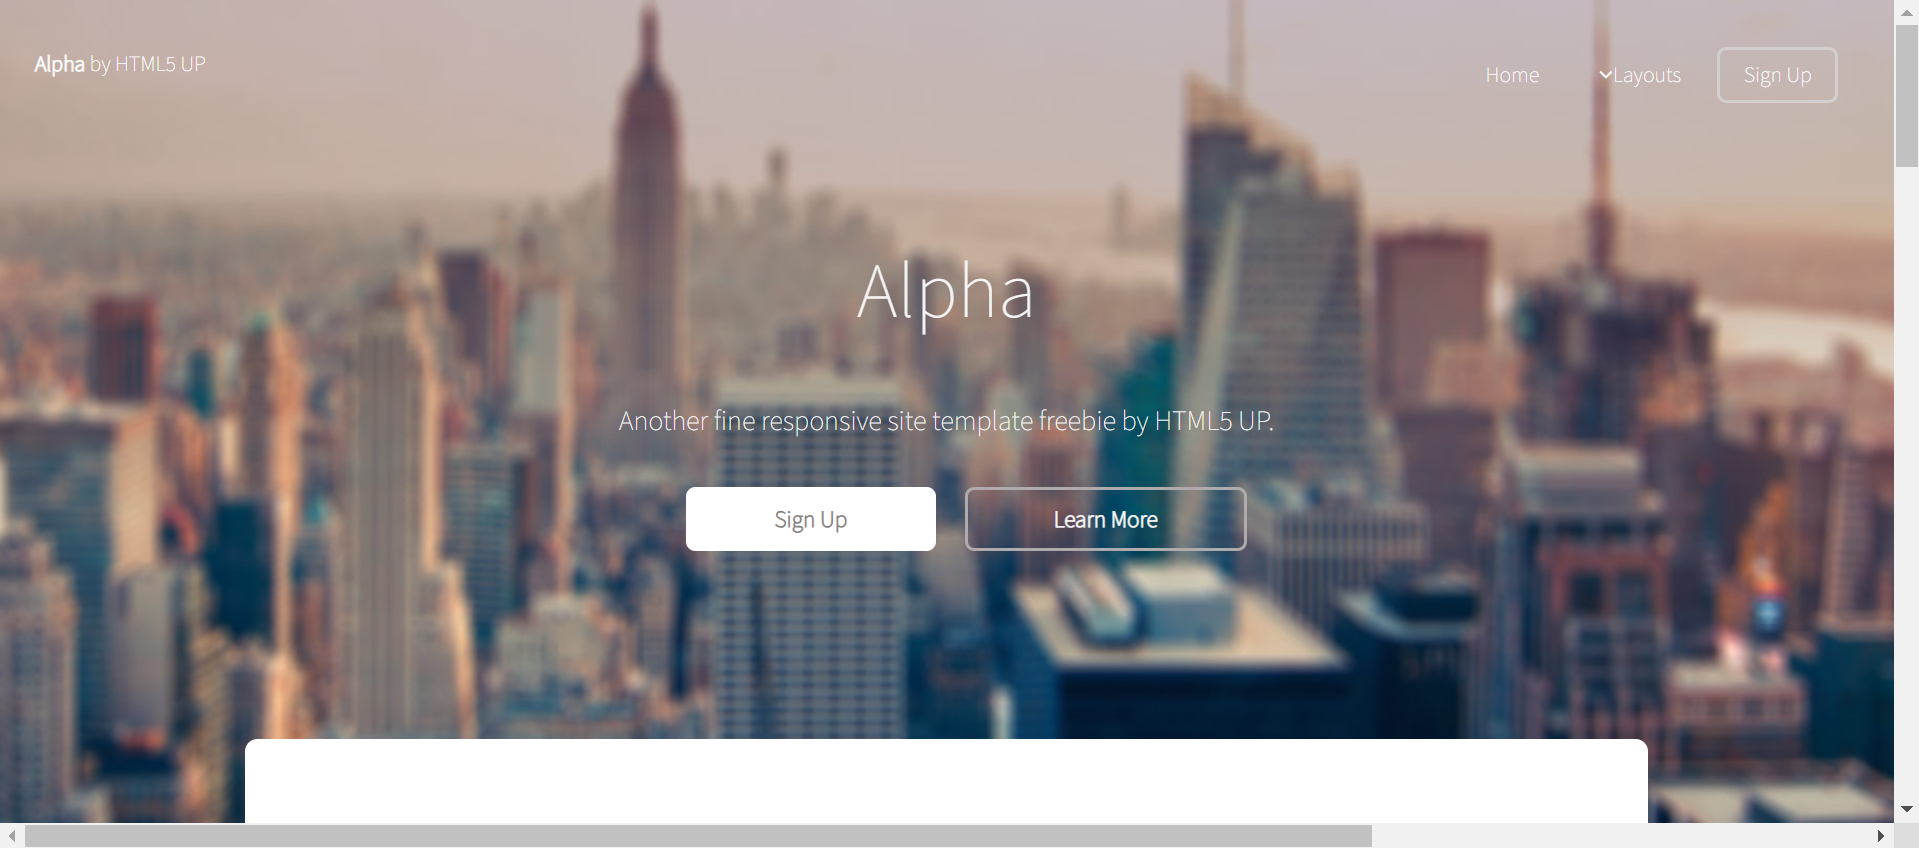 Alpha by HTML5 UP
Home
Layouts
Sign Up
Alpha
Another fine responsive site template freebie by HTML5 UP.
Sign Up
Learn More